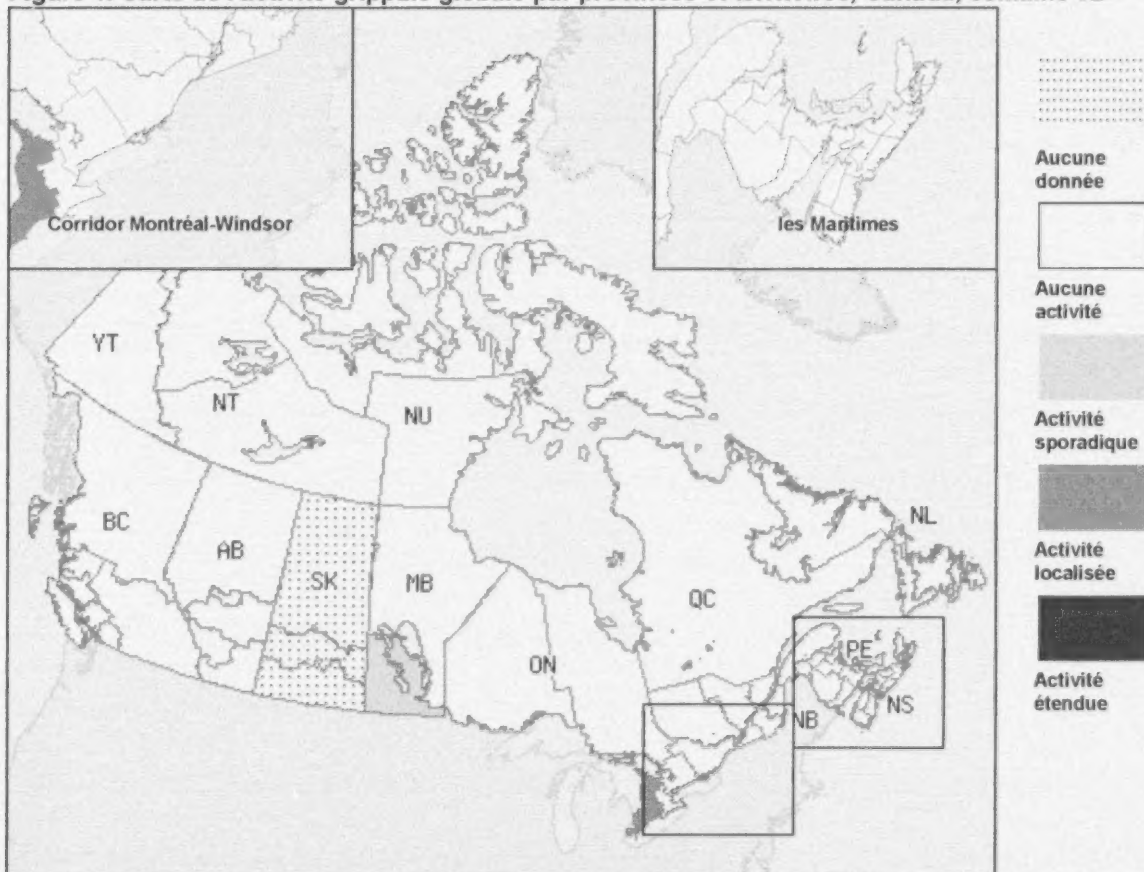 Corridor Montréal-Windsor
les Maritimes
Aucune
donnée
Aucune
activité
Activité
sporadique
Activité
localisée
Activité
étendue
YT
NT
NU
BC
AB
SK
MB
ON
QC
NL
PE
NB
NS